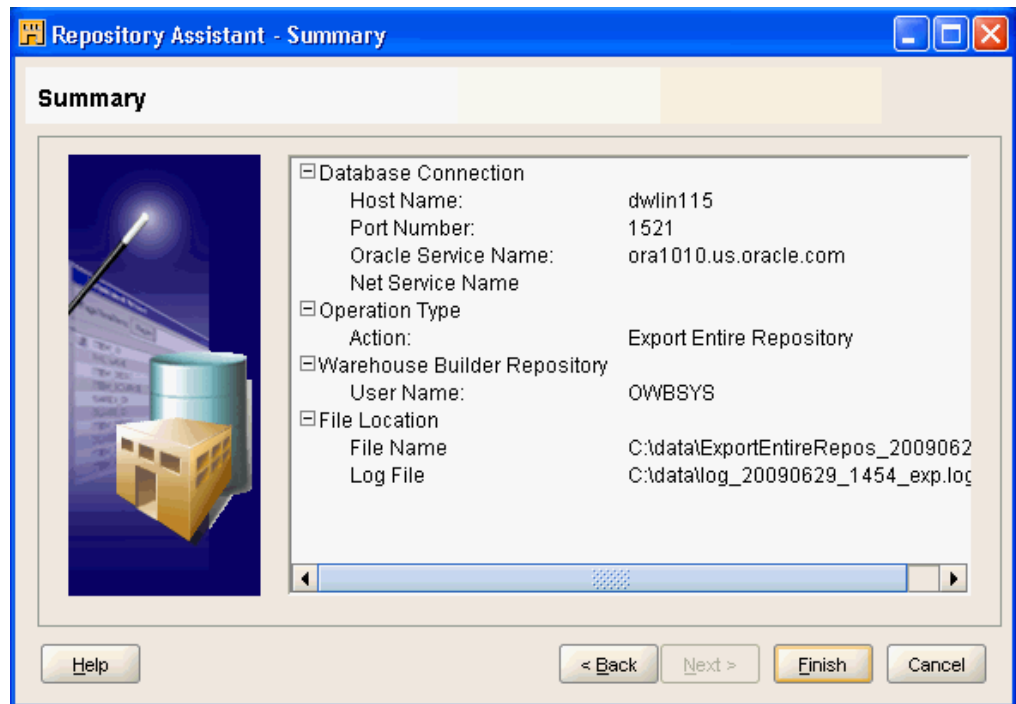 Repository Assistant - Summary
Summary
Database Connection
Host Name: dwlin115
Port Number: 1521
Oracle Service Name: ora1010.us.oracle.com
Net Service Name
Operation Type
Action: Export Entire Repository
Warehouse Builder Repository
User Name: OWBSYS
File Location
File Name C:\data\ExportEntireRepos_2009062
Log File C:\data\log_20090629_1454_exp.log
Help
< Back
Next >
Finish
Cancel